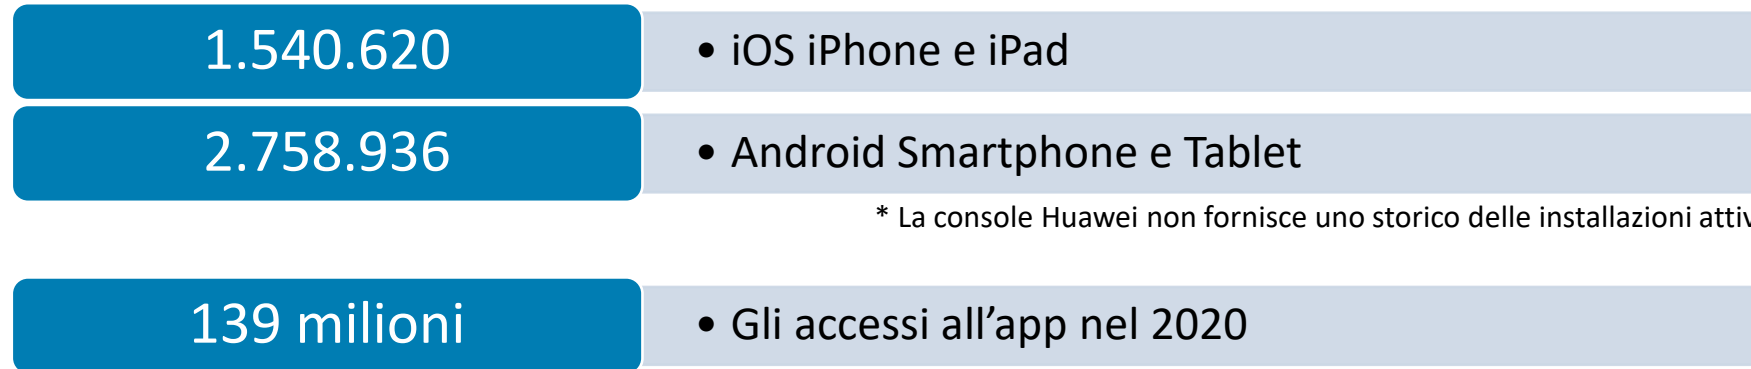 1.540.620 • iOS iPhone e iPad
2.758.936 • Android Smartphone e Tablet
* La console Huawei non fornisce uno storico delle installazioni
139 milioni • Gli accessi all’app nel 2020